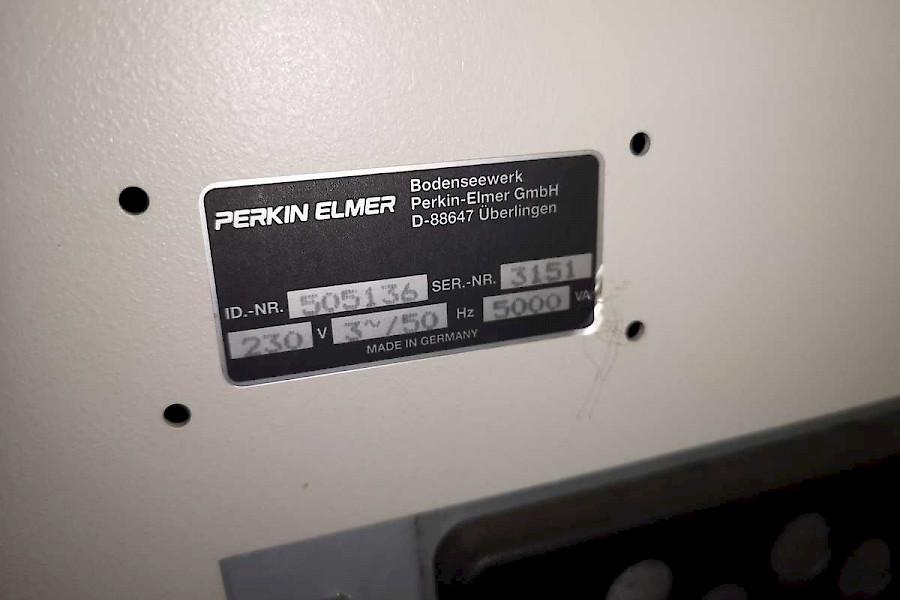 PERKIN ELMER
Bodenseewerk
Perkin-Elmer GmbH
D-88647 Überlingen
ID.-NR. 505136 SER.-NR. 3151
230 V 3~/50 Hz 5000 VA
MADE IN GERMANY